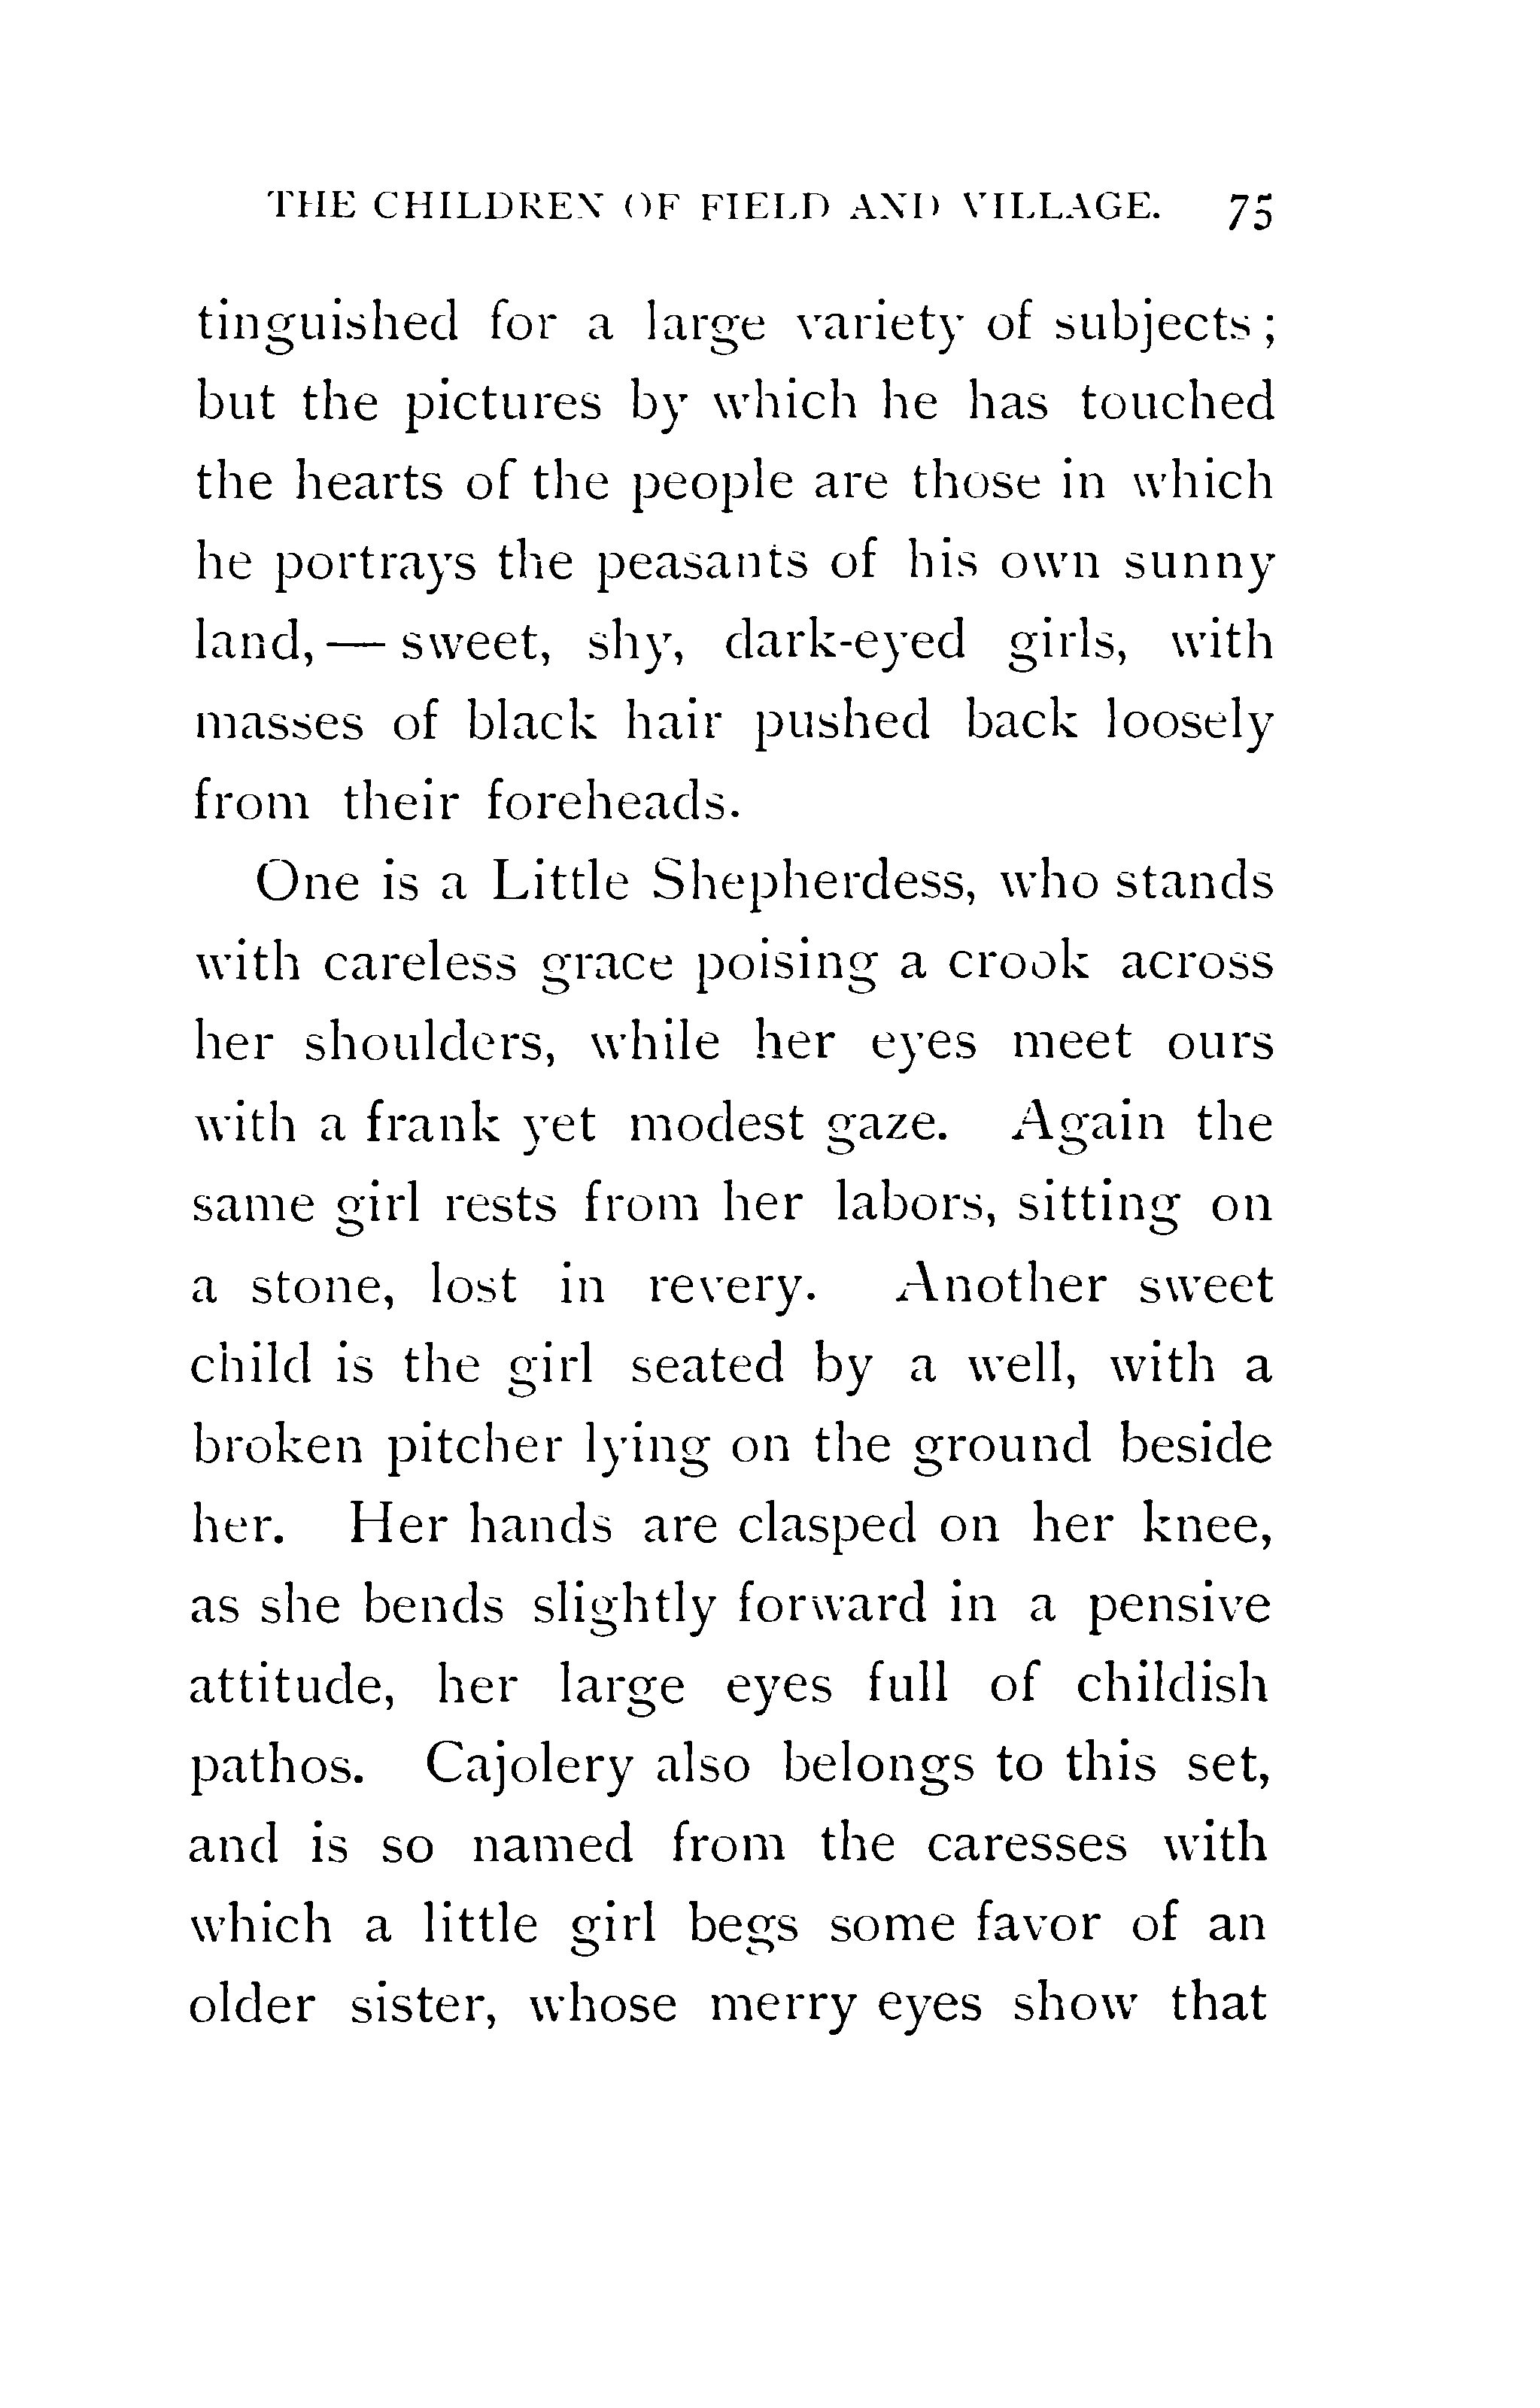 THE CHILDREN OF FIELD AND VILLAGE. 75
tinguished for a large variety of subjects;
but the pictures by which he has touched
the hearts of the people are those in which
he portrays the peasants of his own sunny
land, — sweet, shy, dark-eyed girls, with
masses of black hair pushed back loosely
from their foreheads.
One is a Little Shepherdess, who stands
with careless grace poising a crook across
her shoulders, while her eyes meet ours
with a frank yet modest gaze. Again the
same girl rests from her labors, sitting on
a stone, lost in revery. Another sweet
child is the girl seated by a well, with a
broken pitcher lying on the ground beside
her. Her hands are clasped on her knee,
as she bends slightly forward in a pensive
attitude, her large eyes full of childish
pathos. Cajolery also belongs to this set,
and is so named from the caresses with
which a little girl begs some favor of an
older sister, whose merry eyes show that